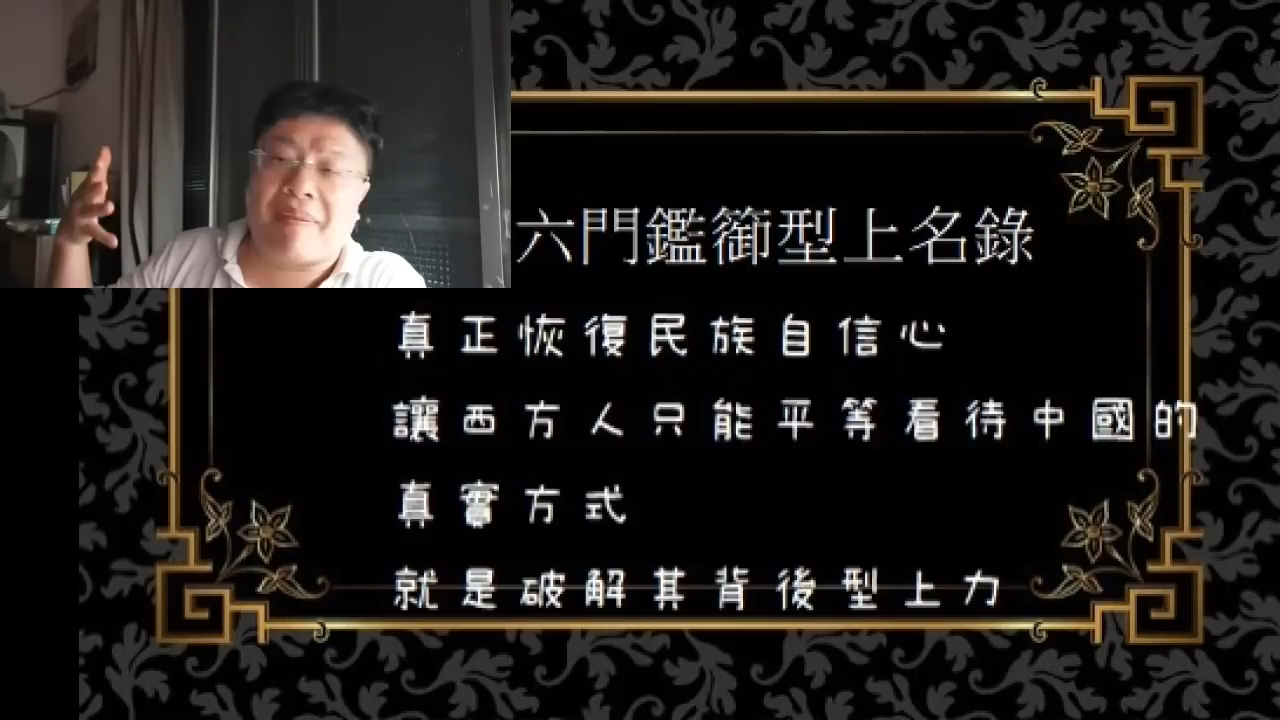 六門鑑籞型上名錄
真正恢復民族自信心
讓西方人只能平等看待中國的
真實方式
就是破解其背後型上力